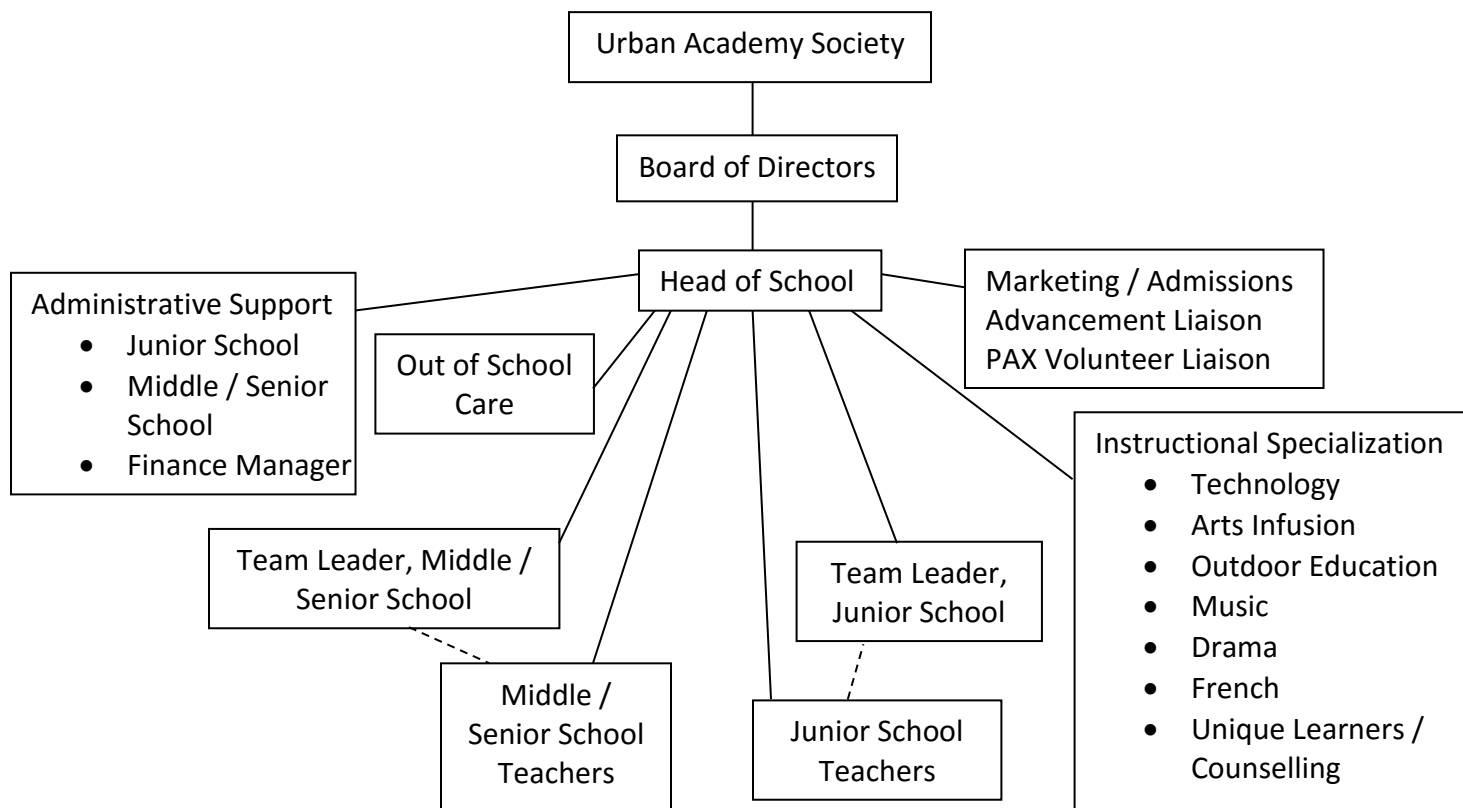 Urban Academy Society
Board of Directors
Head of School
Administrative Support
• Junior School
• Middle / Senior
School
• Finance Manager
Out of School
Care
Marketing / Admissions
Advancement Liaison
PAX Volunteer Liaison
Instructional Specialization
• Technology
• Arts Infusion
• Outdoor Education
• Music
• Drama
• French
• Unique Learners /
Counselling
Team Leader, Middle /
Senior School
Team Leader,
Junior School
Middle /
Senior School
Teachers
Junior School
Teachers